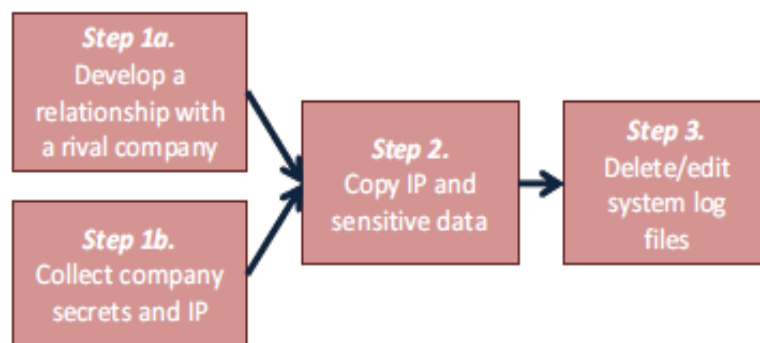 Step 1a.
Develop a
relationship with
a rival company
Step 1b.
Collect company
secrets and IP
Step 2.
Copy IP and
sensitive data
Step 3.
Delete/edit
system log
files